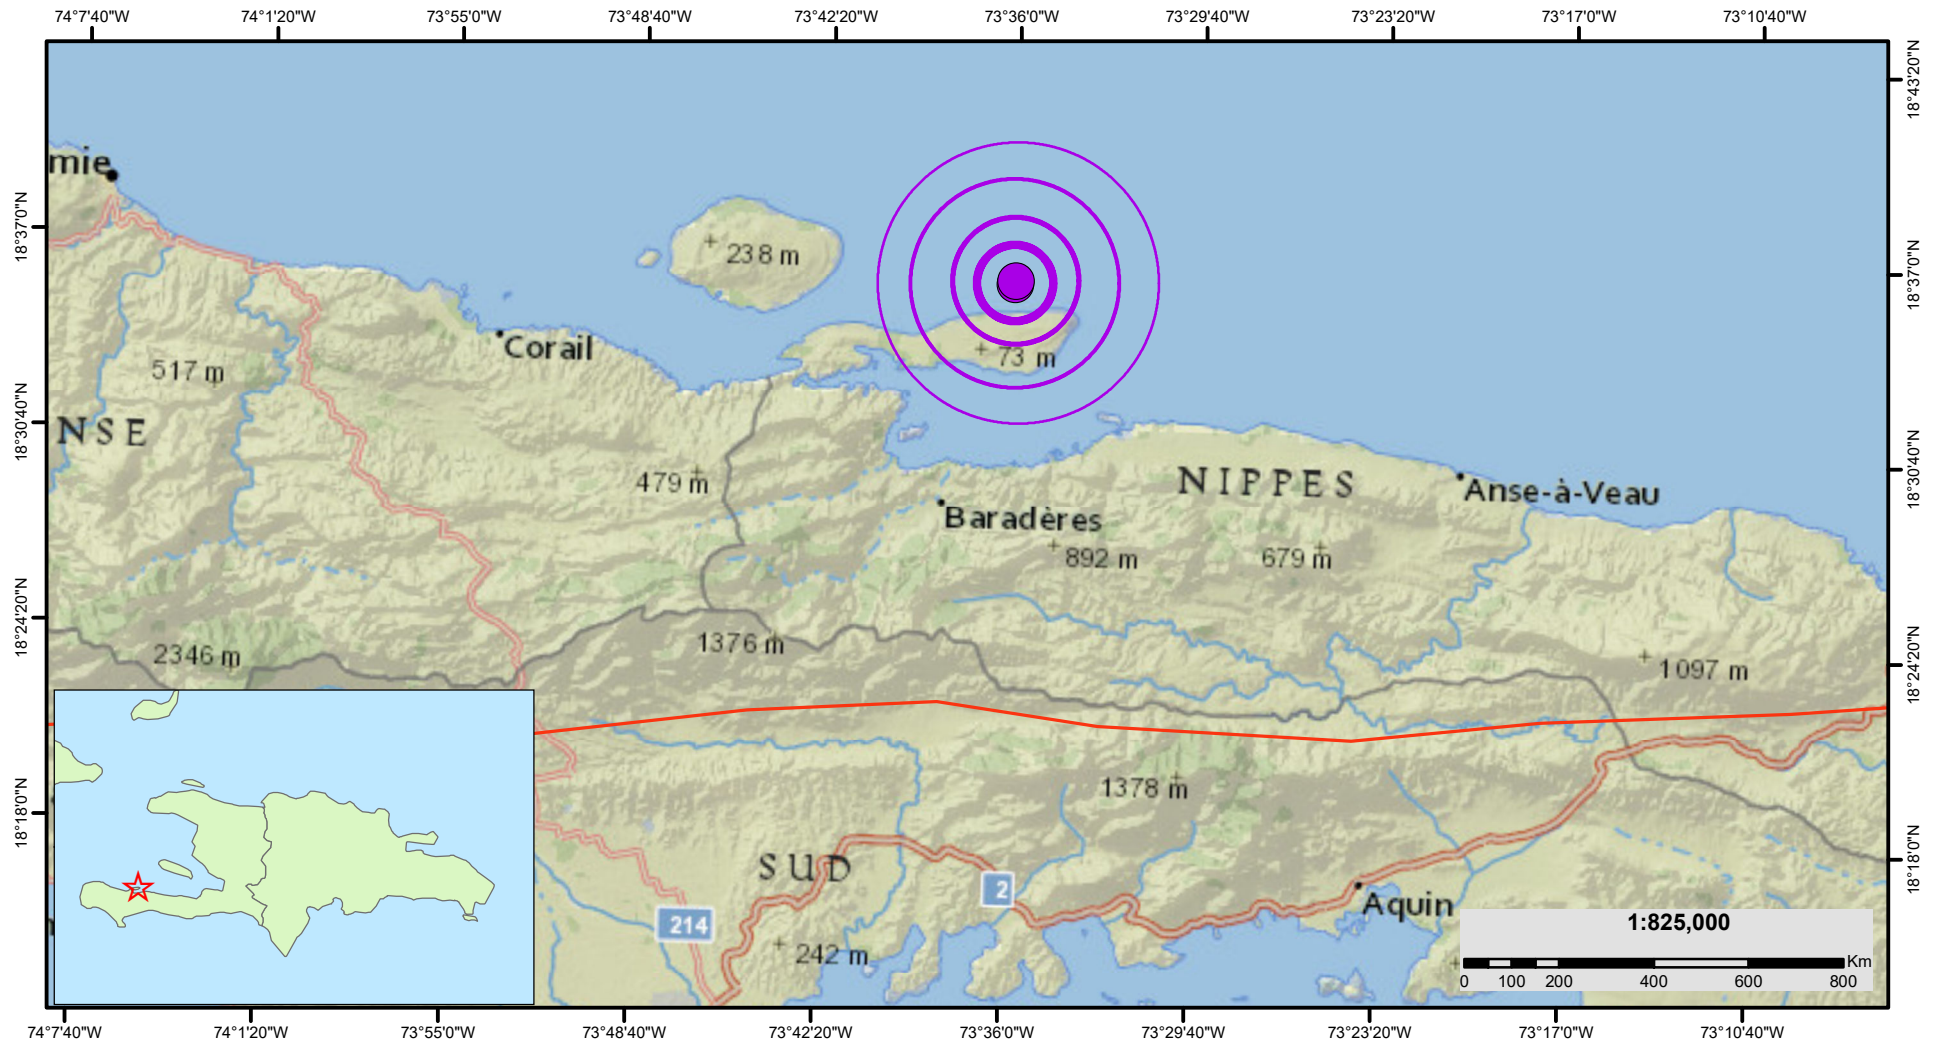 74°7'40"W 74°1'20"W 73°55'0"W 73°48'40"W 73°42'20"W 73°36'0"W 73°29'40"W 73°23'20"W 73°17'0"W 73°10'40"W
18°43'20"N
mie
18°37'0"N
238 m
18°37'0"N
Corail
73 m
517 m
NSE
18°30'40"N
479 m
NIPPES
Anse-à-Veau
18°30'40"N
Baradères
892 m
679 m
18°24'20"N
1376 m
2346 m
1097 m
18°24'20"N
1378 m
18°18'0"N
SUD
2
18°18'0"N
Aquin
214
242 m
1:825,000
Km
0 100 200 400 600 800
74°7'40"W 74°1'20"W 73°55'0"W 73°48'40"W 73°42'20"W 73°36'0"W 73°29'40"W 73°23'20"W 73°17'0"W 73°10'40"W